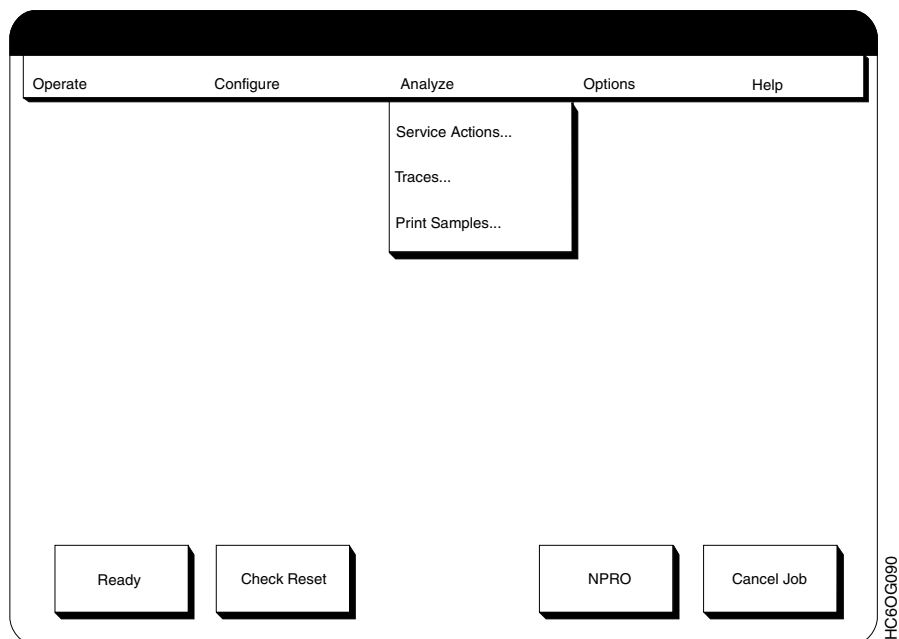 Operate Configure Analyze Options Help
Service Actions...
Traces...
Print Samples...
Ready Check Reset NPRO Cancel Job
HC6OG090